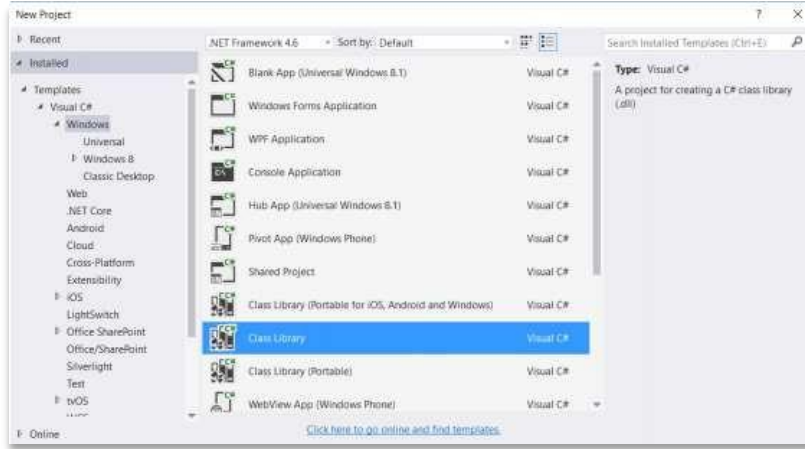 New Project
? ×
Recent
.NET Framework 4.6
Sort by: Default
Search Installed Templates (Ctrl+E)
Installed
Templates
Visual C#
Windows
Universal
Windows 8
Classic Desktop
Web
.NET Core
Android
Cloud
Cross-Platform
Extensibility
iOS
LightSwitch
Office SharePoint
Office/SharePoint
Silverlight
Test
tvOS
Online
Blank App (Universal Windows 8.1) Visual C#
Windows Forms Application Visual C#
WPF Application Visual C#
Console Application Visual C#
Hub App (Universal Windows 8.1) Visual C#
Pivot App (Windows Phone) Visual C#
Shared Project Visual C#
Class Library (Portable for iOS, Android and Windows) Visual C#
Class Library Visual C#
Class Library (Portable) Visual C#
WebView App (Windows Phone) Visual C#
Click here to go online and find templates.
Type: Visual C#
A project for creating a C# class library
(.dll)